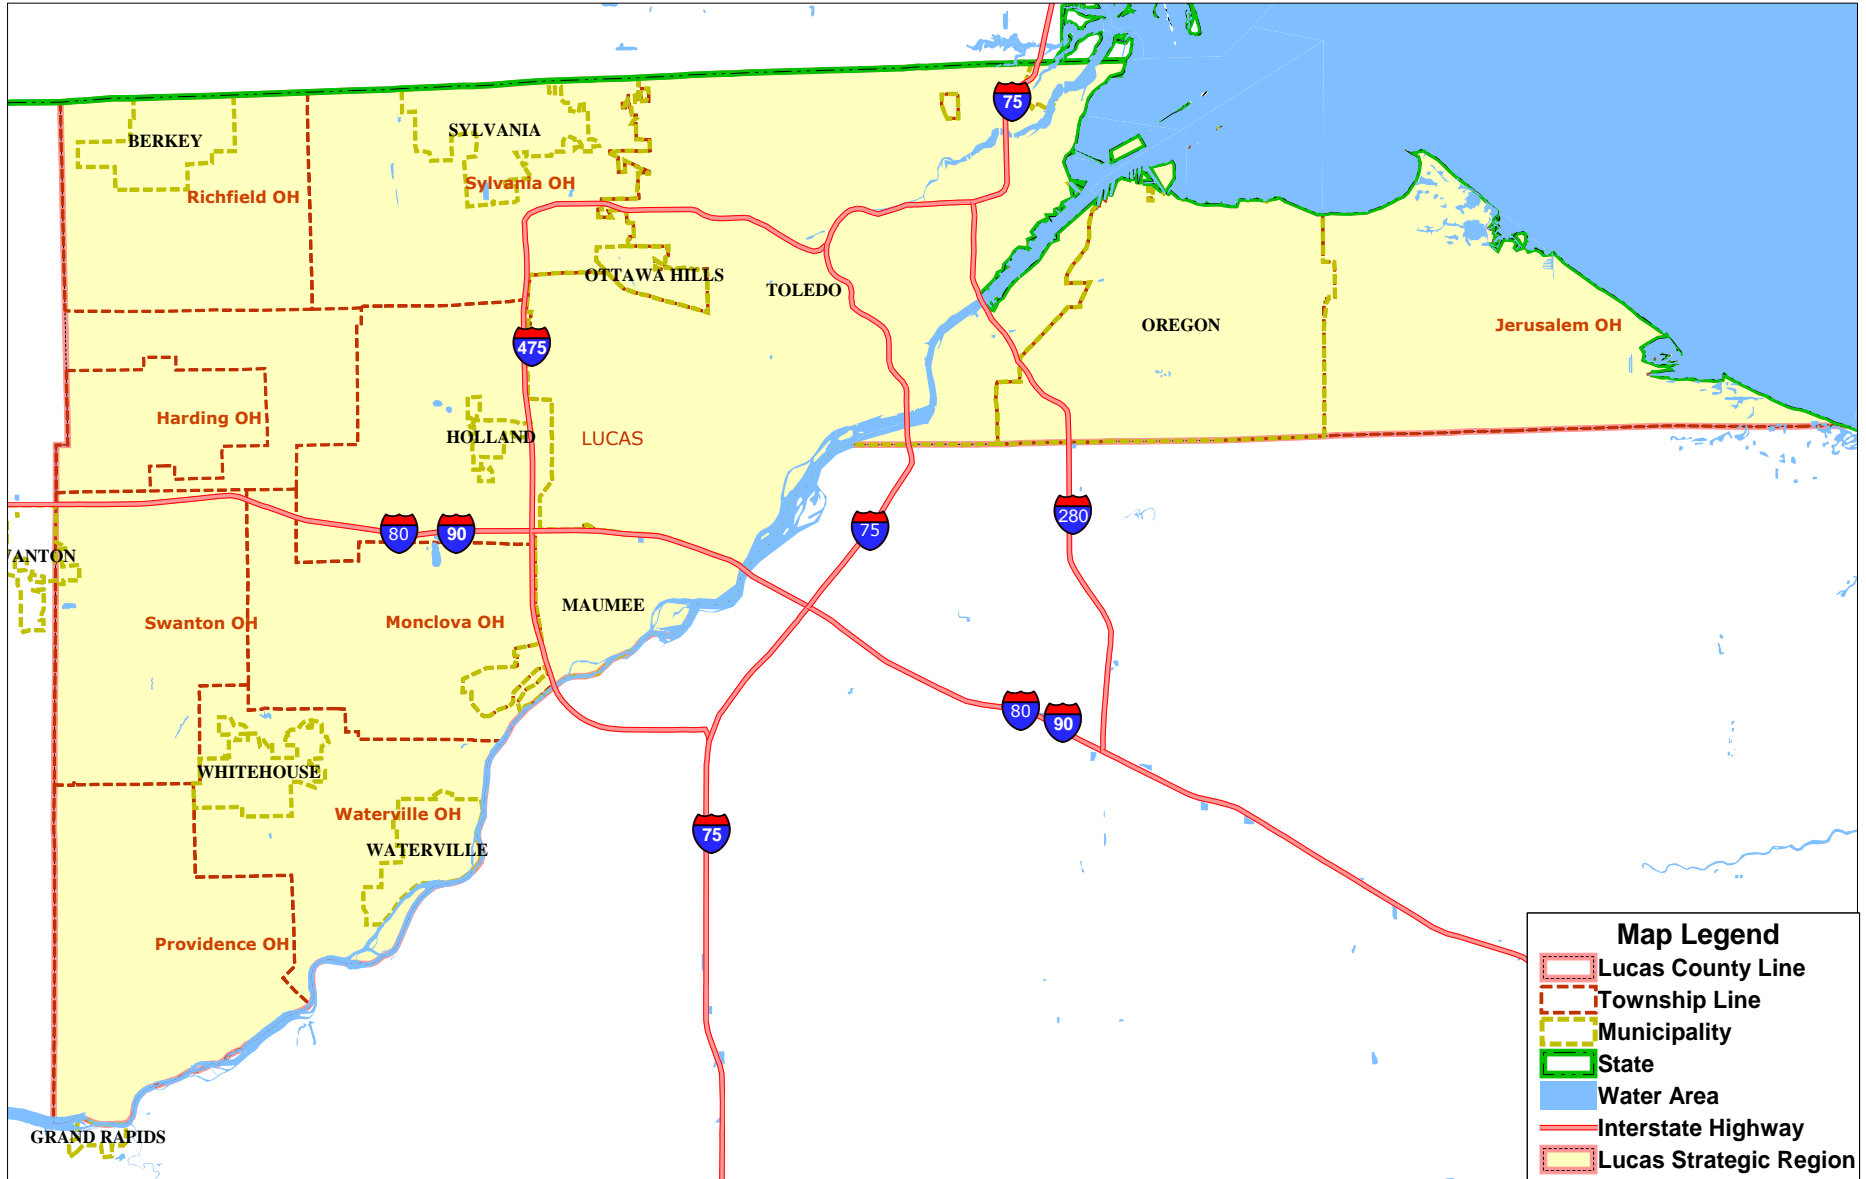 75
BERKEY
SYLVANIA
Sylvania OH
Richfield OH
OTTAWA HILLS
TOLEDO
OREGON
Jerusalem OH
475
Harding OH
HOLLAND
LUCAS
80
90
75
280
VANTON
MAUMEE
Swanton OH
Monclova OH
80
90
WHITEHOUSE
Waterville OH
75
WATERVILLE
Providence OH
GRAND RAPIDS
Map Legend
Lucas County Line
Township Line
Municipality
State
Water Area
Interstate Highway
Lucas Strategic Region